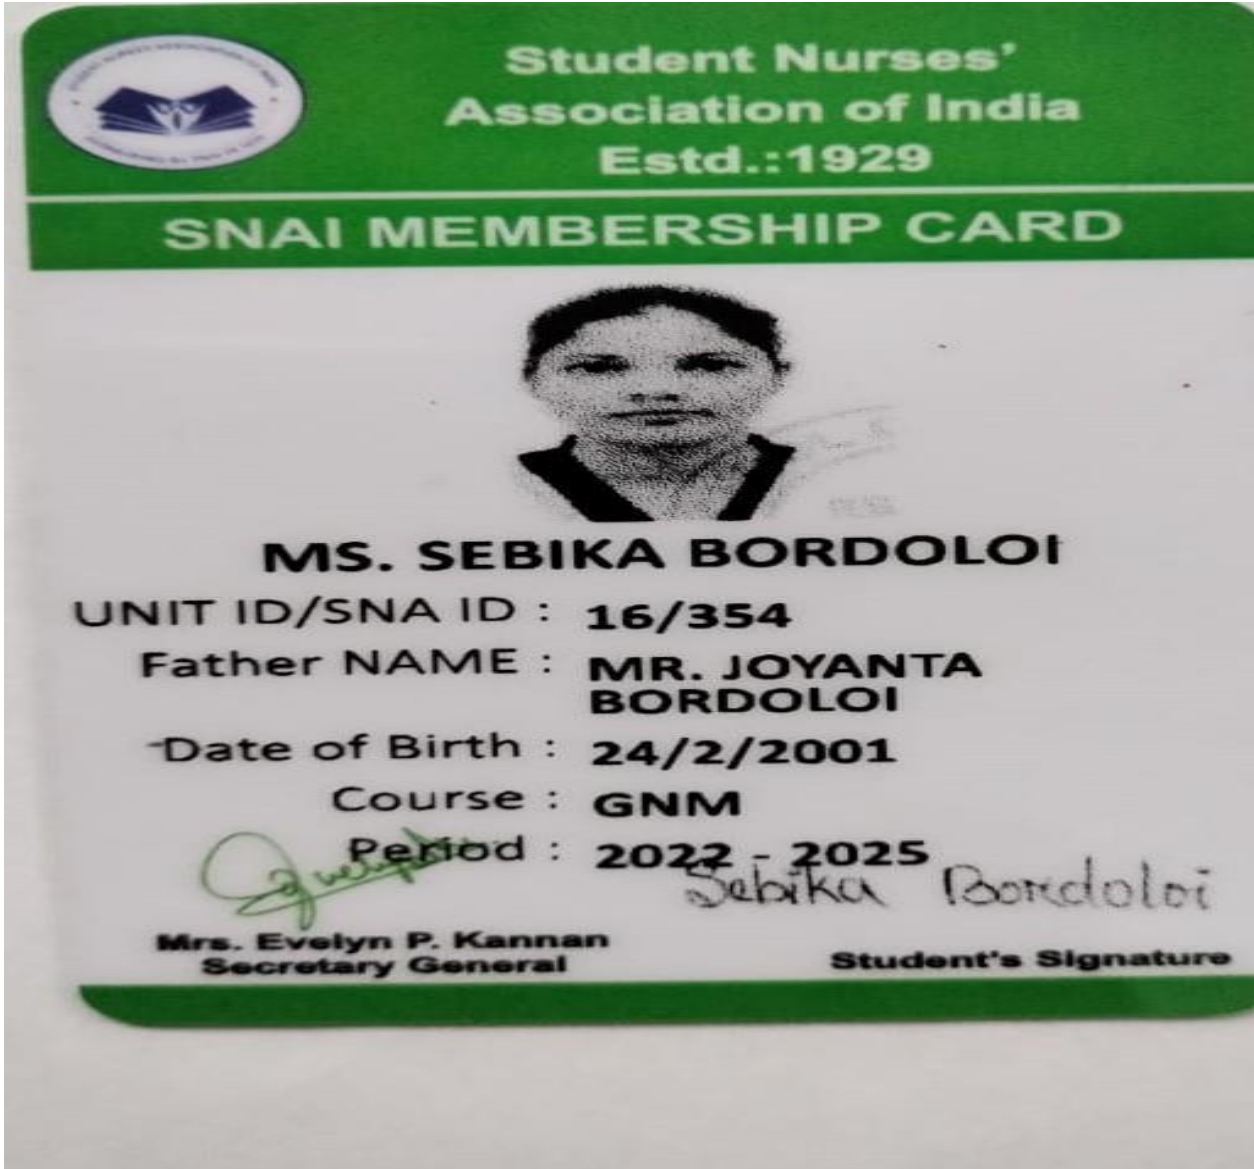 Student Nurses'
Association of India
Estd.:1929
SNAI MEMBERSHIP CARD
MS. SEBIKA BORDOLOI
UNIT ID/SNA ID : 16/354
Father NAME : MR. JOYANTA
BORDOLOI
Date of Birth : 24/2/2001
Course : GNM
Period : 2022 - 2025
Sebika Bordoloi
Mrs. Evelyn P. Kannan
Secretary General
Student's Signature